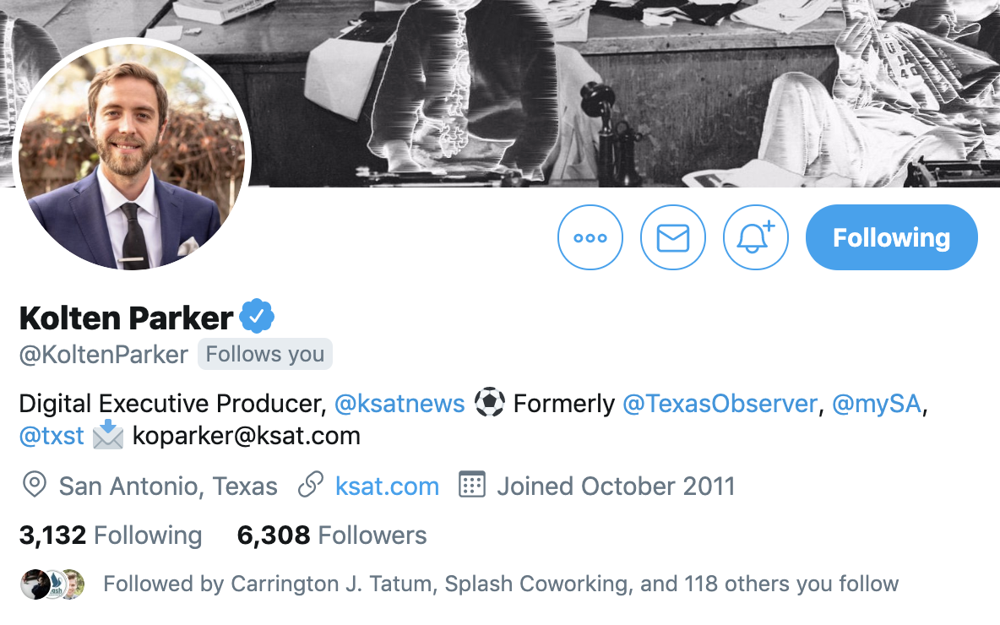 Following
Kolten Parker
@KoltenParker Follows you
Digital Executive Producer, @ksatnews ⚽ Formerly @TexasObserver, @mySA,
@txst 📩 koparker@ksat.com
San Antonio, Texas ksat.com Joined October 2011
3,132 Following 6,308 Followers
Followed by Carrington J. Tatum, Splash Coworking, and 118 others you follow